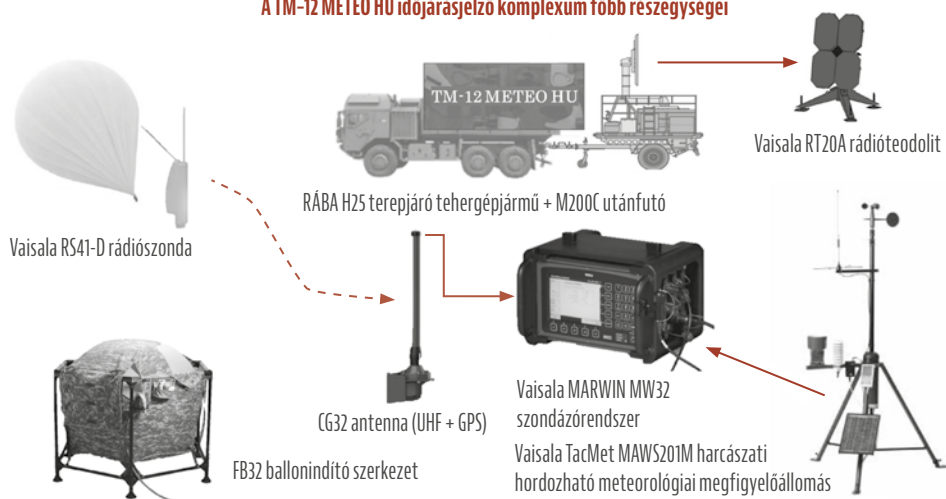 A TM-12 METEO HU időjárásjelző komplexum főbb részegységei
TM-12 METEO HU
Vaisala RT20A rádióteodolit
RÁBA H25 terepjáró tehergépjármű + M200C utánfutó
Vaisala RS41-D rádiószonda
CG32 antenna (UHF + GPS)
Vaisala MARWIN MW32
szondázórendszer
FB32 ballonindító szerkezet
Vaisala TacMet MAWS201M harcászati
hordozható meteorológiai megfigyelőállomás